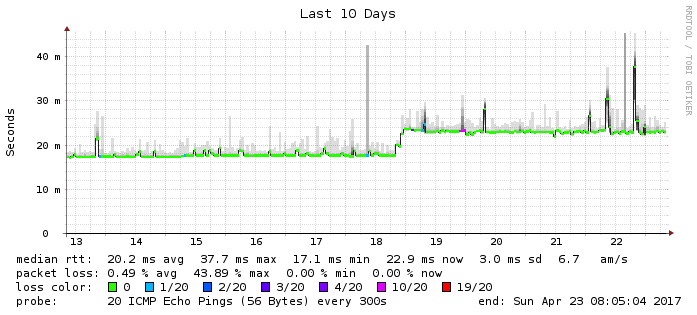 Last 10 Days
RRDTOOL / TOBI OETIKER
Seconds
40 m
30 m
20 m
10 m
0
13 14 15 16 17 18 19 20 21 22
median rtt: 20.2 ms avg 37.7 ms max 17.1 ms min 22.9 ms now 3.0 ms sd 6.7 am/s
packet loss: 0.49 % avg 43.89 % max 0.00 % min 0.00 % now
loss color: 0 1/20 2/20 3/20 4/20 10/20 19/20
probe: 20 ICMP Echo Pings (56 Bytes) every 300s end: Sun Apr 23 08:05:04 2017